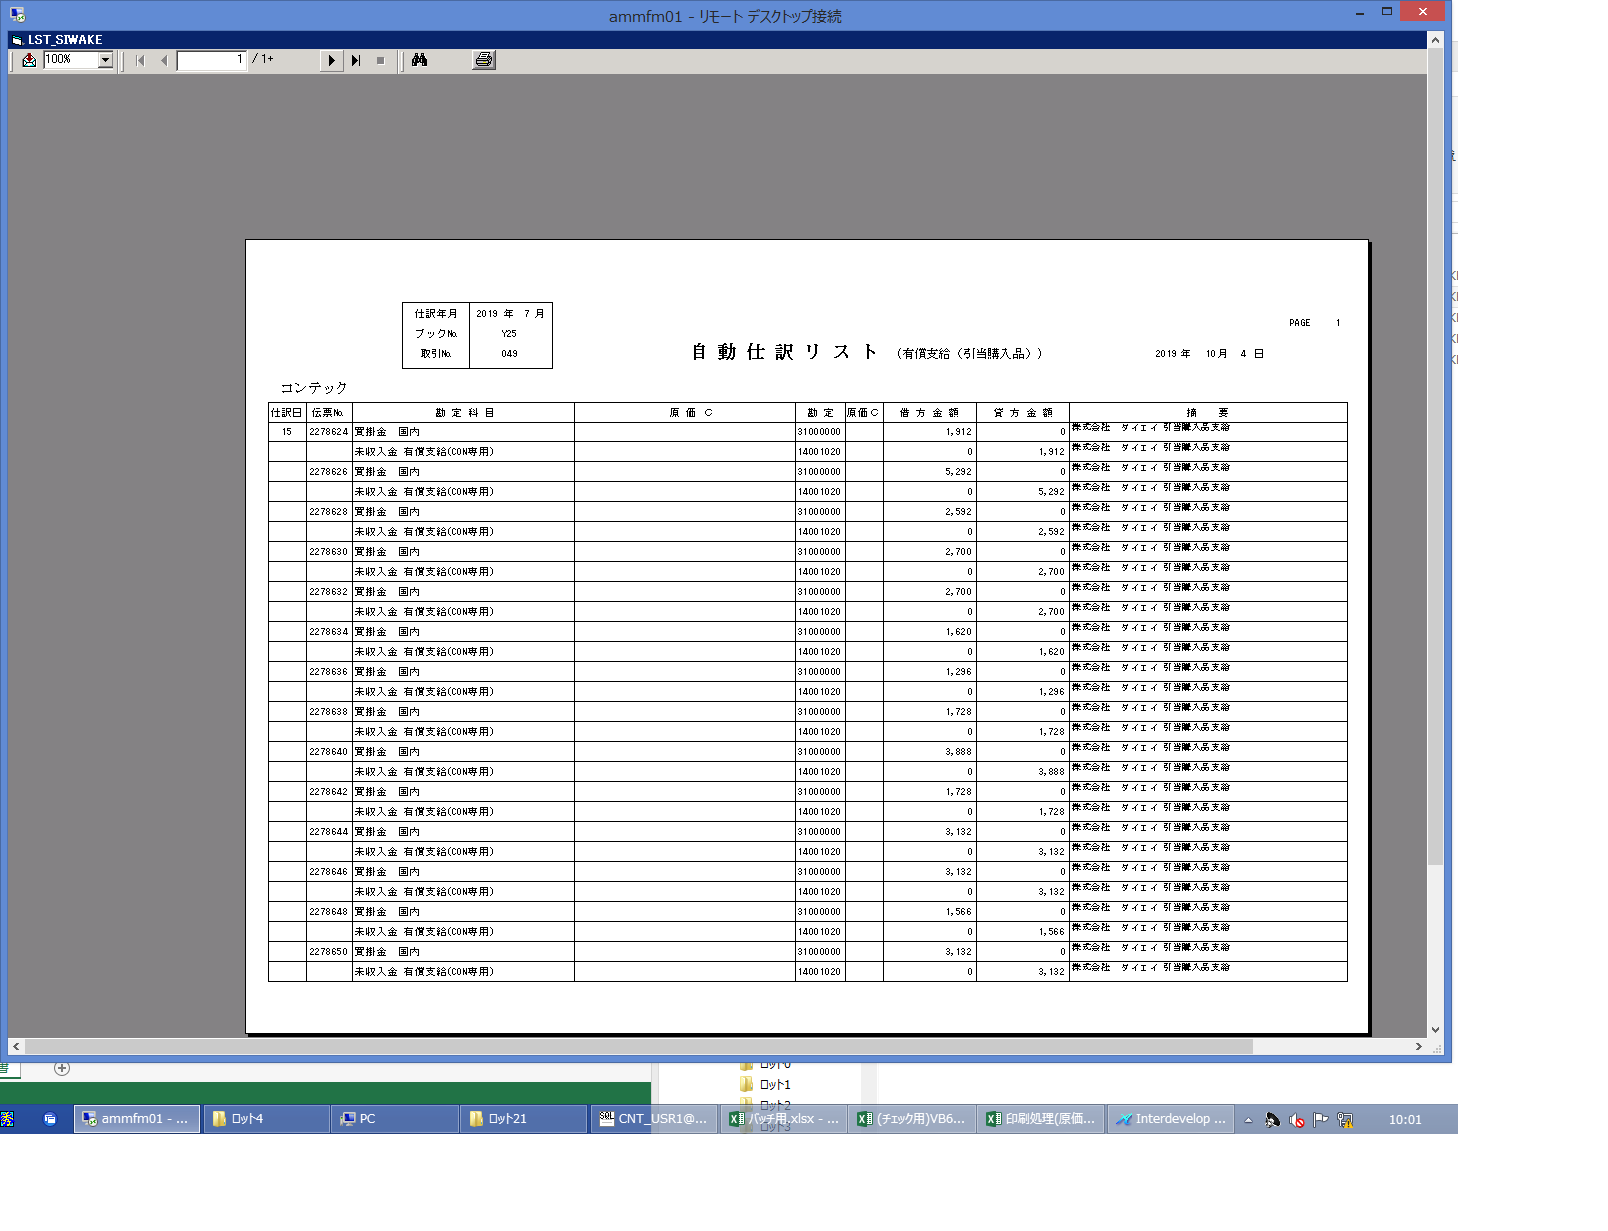 ammfm01 - リモート デスクトップ接続
LST_SIWAKE
100% 1 / 1+
仕訳年月 2019 年 7 月
ブック№ Y25
取引№ 049
PAGE 1
自 動 仕 訳 リ ス ト (有償支給(引当購入品))
2019 年 10月 4 日
コンテック
仕訳日 伝票№ 勘 定 科 目 原 価 C 勘 定 原価C 借 方 金 額 貸 方 金 額 摘 要
15 2278624 買掛金 国内 31000000 1,912 0 株式会社 ダイエイ 引当購入品支給
未収入金 有償支給(CON専用) 14001020 0 1,912 株式会社 ダイエイ 引当購入品支給
2278626 買掛金 国内 31000000 5,292 0 株式会社 ダイエイ 引当購入品支給
未収入金 有償支給(CON専用) 14001020 0 5,292 株式会社 ダイエイ 引当購入品支給
2278628 買掛金 国内 31000000 2,592 0 株式会社 ダイエイ 引当購入品支給
未収入金 有償支給(CON専用) 14001020 0 2,592 株式会社 ダイエイ 引当購入品支給
2278630 買掛金 国内 31000000 2,700 0 株式会社 ダイエイ 引当購入品支給
未収入金 有償支給(CON専用) 14001020 0 2,700 株式会社 ダイエイ 引当購入品支給
2278632 買掛金 国内 31000000 2,700 0 株式会社 ダイエイ 引当購入品支給
未収入金 有償支給(CON専用) 14001020 0 2,700 株式会社 ダイエイ 引当購入品支給
2278634 買掛金 国内 31000000 1,620 0 株式会社 ダイエイ 引当購入品支給
未収入金 有償支給(CON専用) 14001020 0 1,620 株式会社 ダイエイ 引当購入品支給
2278636 買掛金 国内 31000000 1,296 0 株式会社 ダイエイ 引当購入品支給
未収入金 有償支給(CON専用) 14001020 0 1,296 株式会社 ダイエイ 引当購入品支給
2278638 買掛金 国内 31000000 1,728 0 株式会社 ダイエイ 引当購入品支給
未収入金 有償支給(CON専用) 14001020 0 1,728 株式会社 ダイエイ 引当購入品支給
2278640 買掛金 国内 31000000 3,888 0 株式会社 ダイエイ 引当購入品支給
未収入金 有償支給(CON専用) 14001020 0 3,888 株式会社 ダイエイ 引当購入品支給
2278642 買掛金 国内 31000000 1,728 0 株式会社 ダイエイ 引当購入品支給
未収入金 有償支給(CON専用) 14001020 0 1,728 株式会社 ダイエイ 引当購入品支給
2278644 買掛金 国内 31000000 3,132 0 株式会社 ダイエイ 引当購入品支給
未収入金 有償支給(CON専用) 14001020 0 3,132 株式会社 ダイエイ 引当購入品支給
2278646 買掛金 国内 31000000 3,132 0 株式会社 ダイエイ 引当購入品支給
未収入金 有償支給(CON専用) 14001020 0 3,132 株式会社 ダイエイ 引当購入品支給
2278648 買掛金 国内 31000000 1,566 0 株式会社 ダイエイ 引当購入品支給
未収入金 有償支給(CON専用) 14001020 0 1,566 株式会社 ダイエイ 引当購入品支給
2278650 買掛金 国内 31000000 3,132 0 株式会社 ダイエイ 引当購入品支給
未収入金 有償支給(CON専用) 14001020 0 3,132 株式会社 ダイエイ 引当購入品支給
ロット1
ロット2
ロット3
ammfm01 - ... ロット4 PC ロット21 CNT_USR1@... バッチ用.xlsx - ... (チェック用)VB6... 印刷処理(原価... Interdevelop ... 10:01